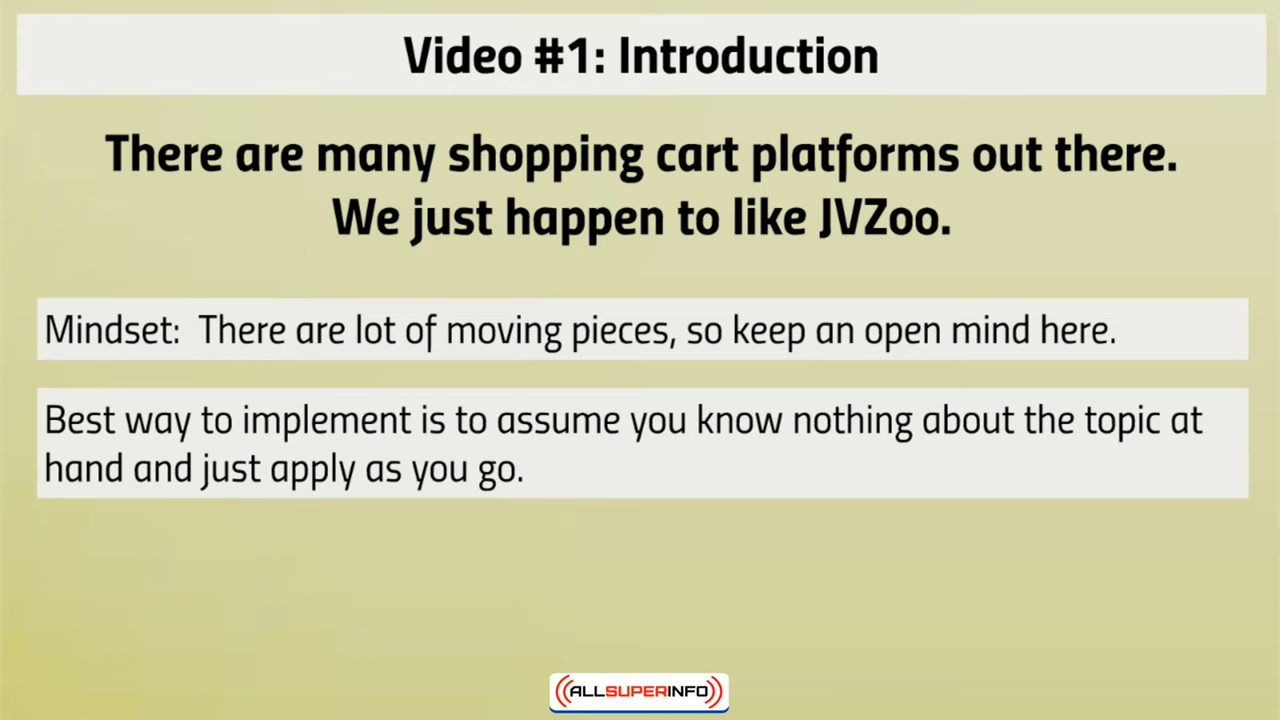 Video #1: Introduction
There are many shopping cart platforms out there.
We just happen to like JVZoo.
Mindset:  There are lot of moving pieces, so keep an open mind here.
Best way to implement is to assume you know nothing about the topic at
hand and just apply as you go.
ALLSUPERINFO